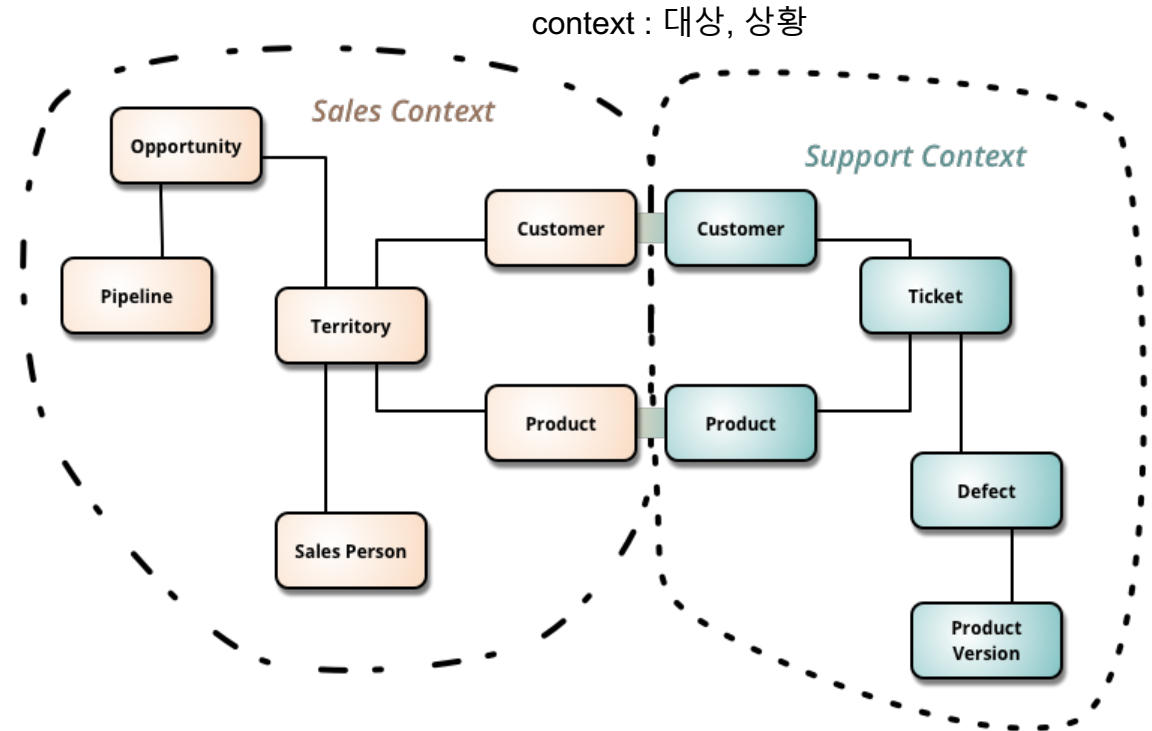 context : 대상, 상황
Sales Context
Support Context
Opportunity
Pipeline
Territory
Sales Person
Customer
Product
Customer
Product
Ticket
Defect
Product
Version